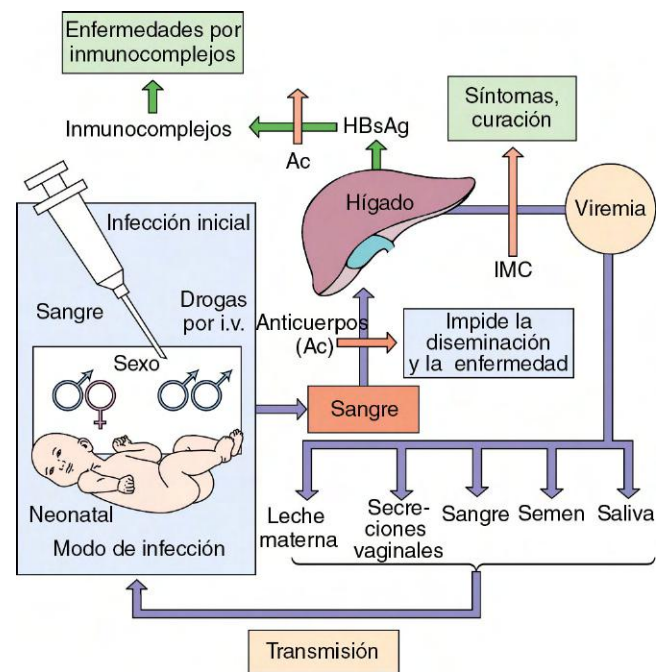 Enfermedades por
inmunocomplejos
Inmunocomplejos
HBsAg
Ac
Síntomas,
curación
Hígado
Viremia
IMC
Infección inicial
Sangre
Drogas
por i.v.
Sexo
Neonatal
Modo de infección
Anticuerpos
(Ac)
Impide la
diseminación
y la enfermedad
Sangre
Leche
materna
Secre-
ciones
vaginales
Sangre
Semen
Saliva
Transmisión